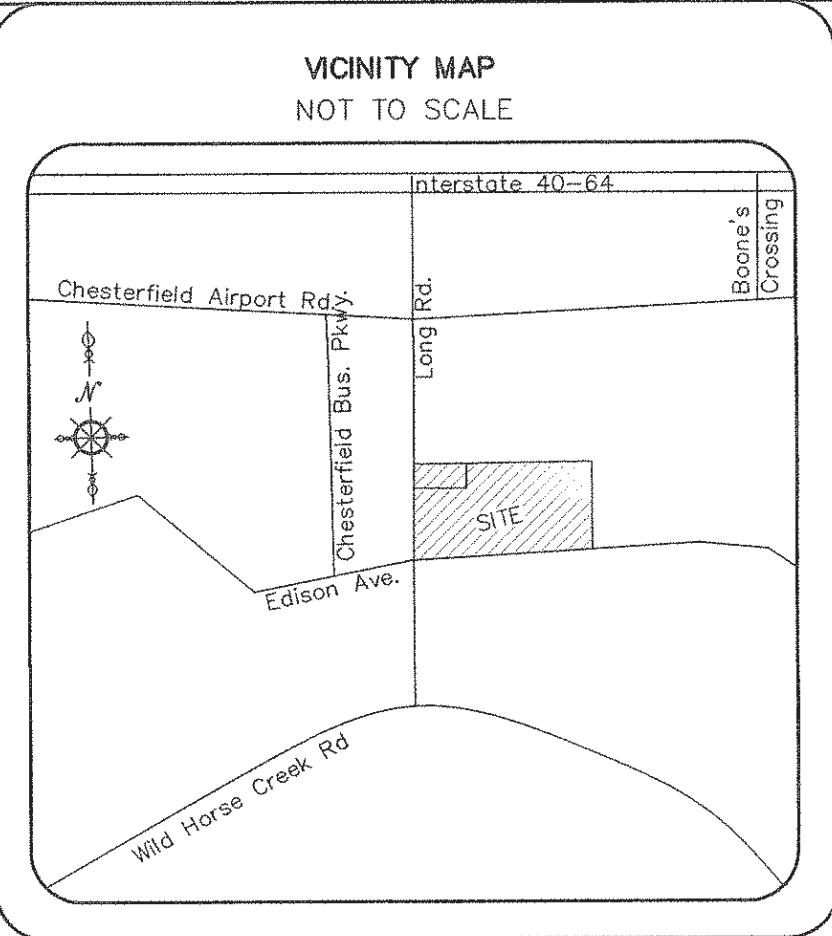 VICINITY MAP
NOT TO SCALE
Interstate 40-64
Boone's
Crossing
Chesterfield Airport Rd.
Chesterfield Bus. Pkwy.
Long Rd.
N
SITE
Edison Ave.
Wild Horse Creek Rd